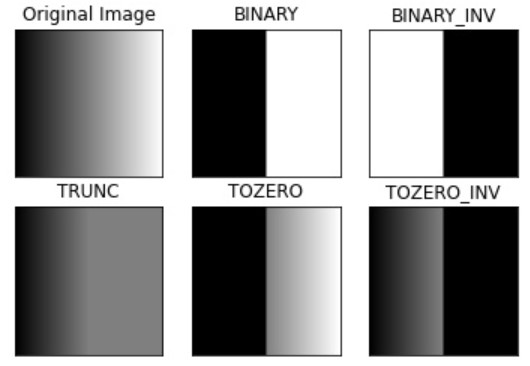 Original Image
BINARY
BINARY_INV
TRUNC
TOZERO
TOZERO_INV